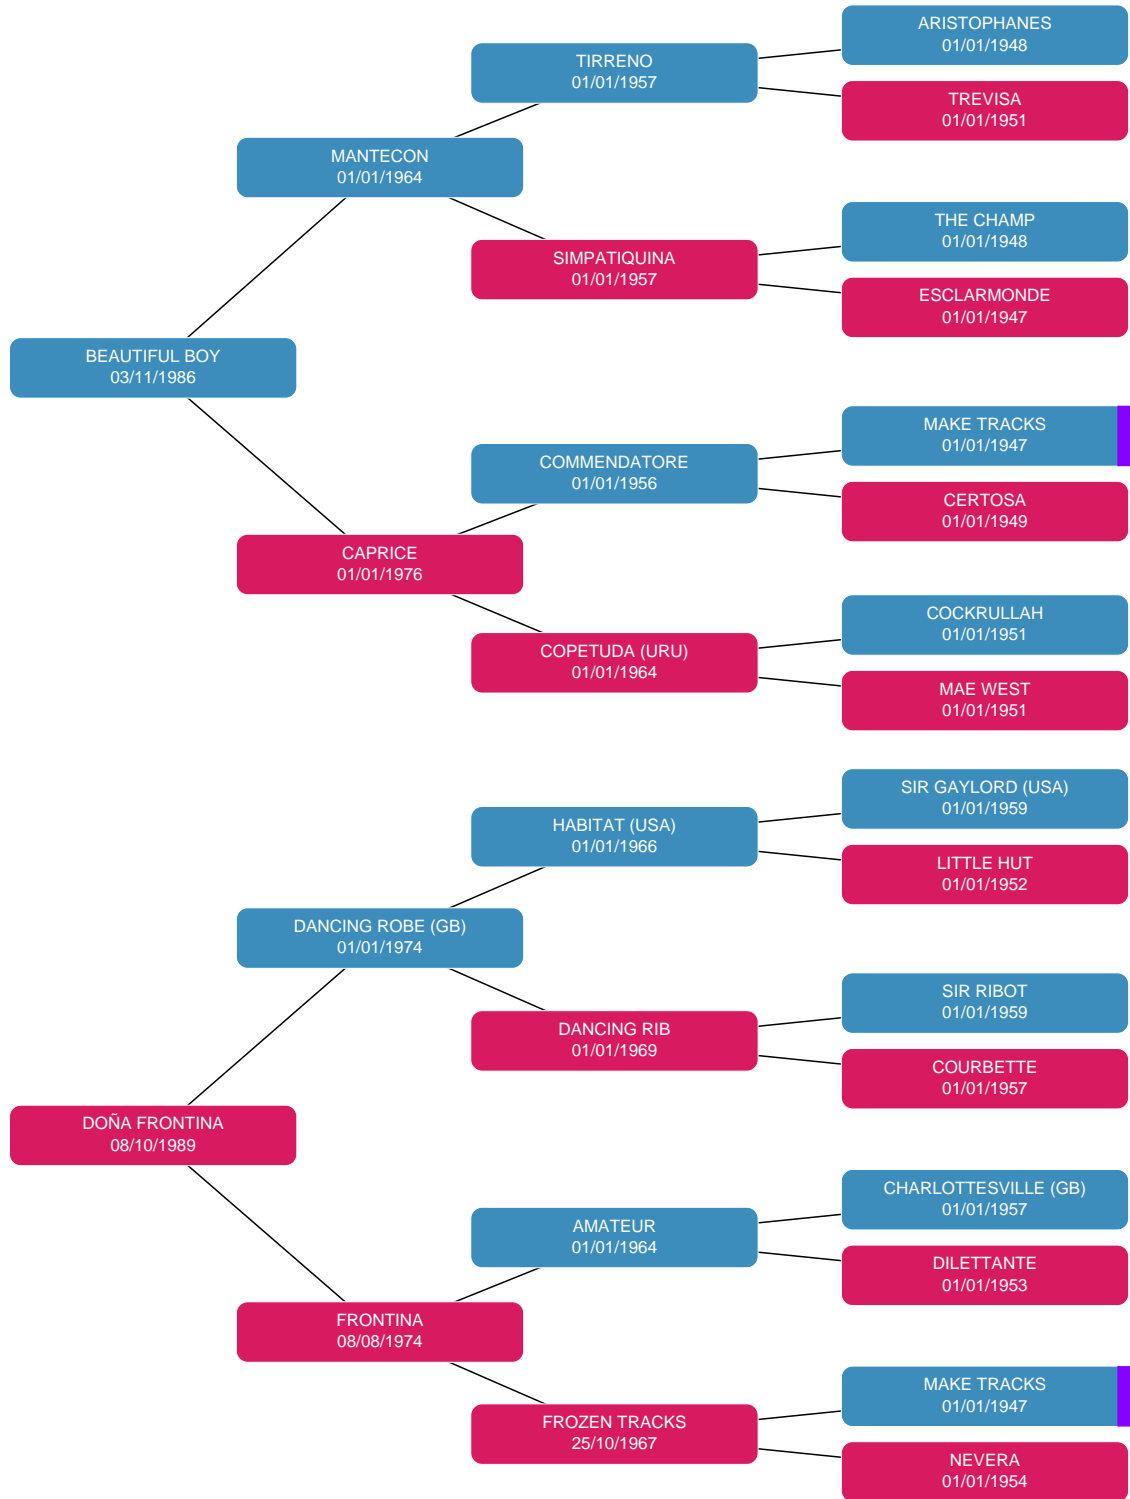 ARISTOPHANES
01/01/1948
TIRRENO
01/01/1957
TREVISA
01/01/1951
MANTECON
01/01/1964
THE CHAMP
01/01/1948
SIMPATIQUINA
01/01/1957
ESCLARMONDE
01/01/1947
BEAUTIFUL BOY
03/11/1986
MAKE TRACKS
01/01/1947
COMMENDATORE
01/01/1956
CERTOSA
01/01/1949
CAPRICE
01/01/1976
COCKRULLAH
01/01/1951
COPETUDA (URU)
01/01/1964
MAE WEST
01/01/1951
SIR GAYLORD (USA)
01/01/1959
HABITAT (USA)
01/01/1966
LITTLE HUT
01/01/1952
DANCING ROBE (GB)
01/01/1974
SIR RIBOT
01/01/1959
DANCING RIB
01/01/1969
COURBETTE
01/01/1957
DOÑA FRONTINA
08/10/1989
CHARLOTTESVILLE (GB)
01/01/1957
AMATEUR
01/01/1964
DILETTANTE
01/01/1953
FRONTINA
08/08/1974
MAKE TRACKS
01/01/1947
FROZEN TRACKS
25/10/1967
NEVERA
01/01/1954